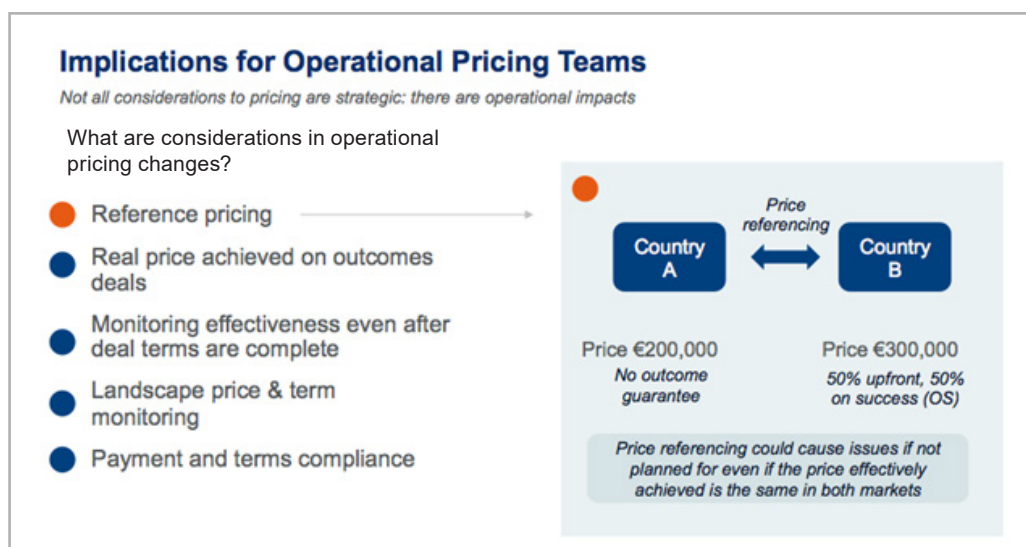 Implications for Operational Pricing Teams
Not all considerations to pricing are strategic: there are operational impacts
What are considerations in operational
pricing changes?
Reference pricing
Real price achieved on outcomes
deals
Monitoring effectiveness even after
deal terms are complete
Landscape price & term
monitoring
Payment and terms compliance
Price
referencing
Country
A
Country
B
Price €200,000
No outcome
guarantee
Price €300,000
50% upfront, 50%
on success (OS)
Price referencing could cause issues if not
planned for even if the price effectively
achieved is the same in both markets